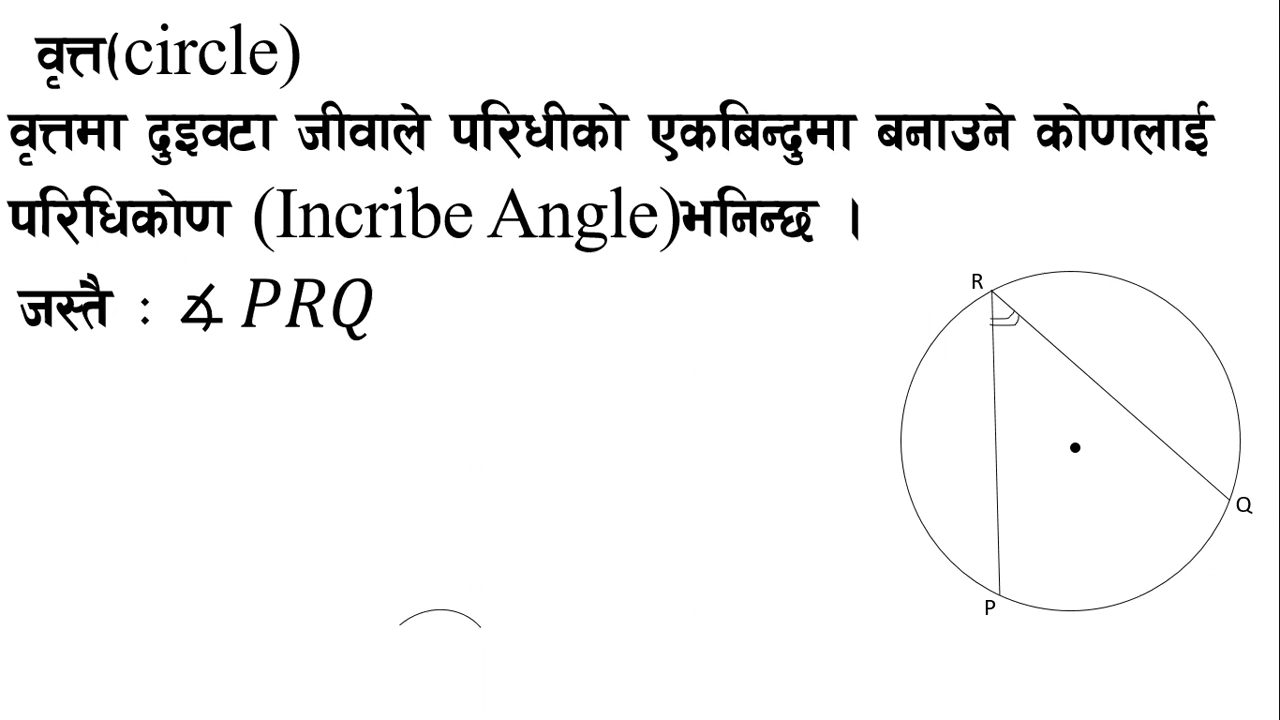 वृत्त(circle)
वृत्तमा दुइवटा जीवाले परिधीको एकबिन्दुमा बनाउने कोणलाई
परिधिकोण (Incribe Angle)भनिन्छ ।
जस्तै : ∡ PRQ
R
Q
P